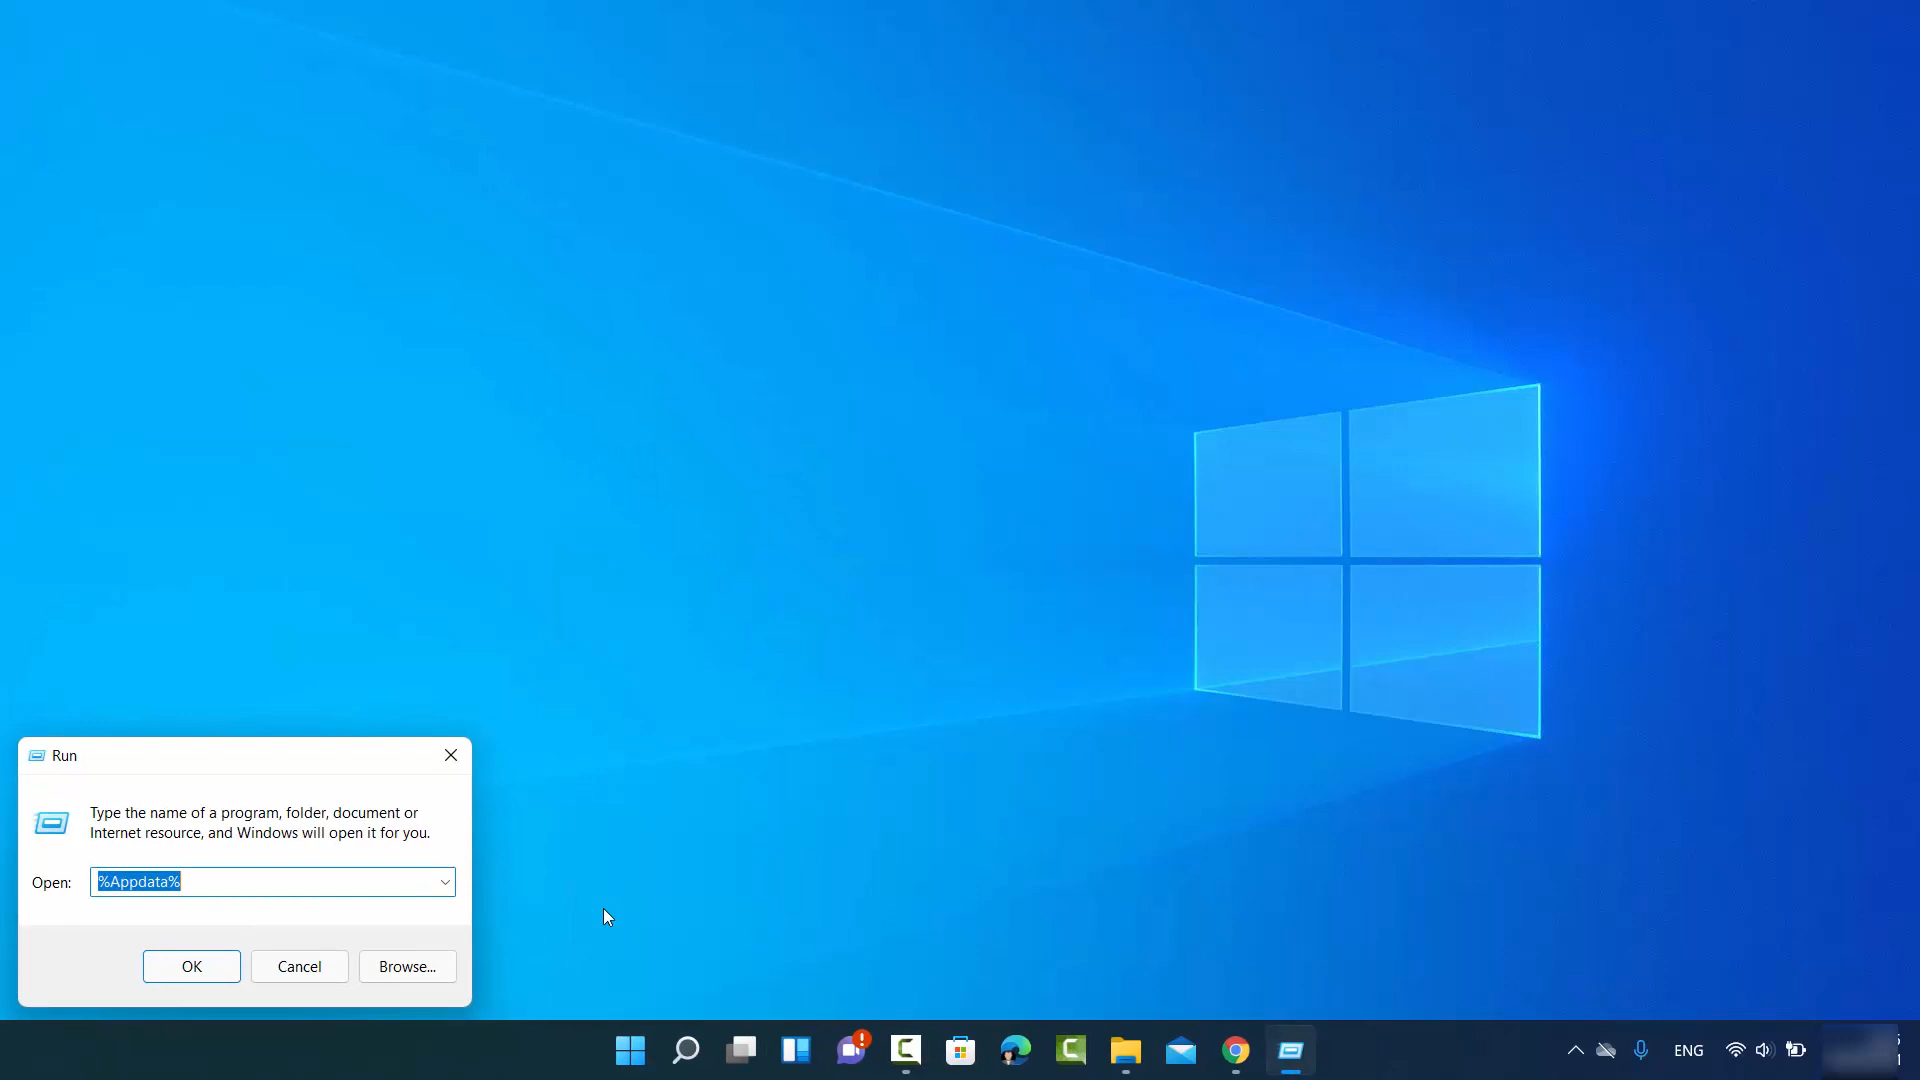 Run
Type the name of a program, folder, document or
Internet resource, and Windows will open it for you.
Open:
%Appdata%
OK
Cancel
Browse...
ENG